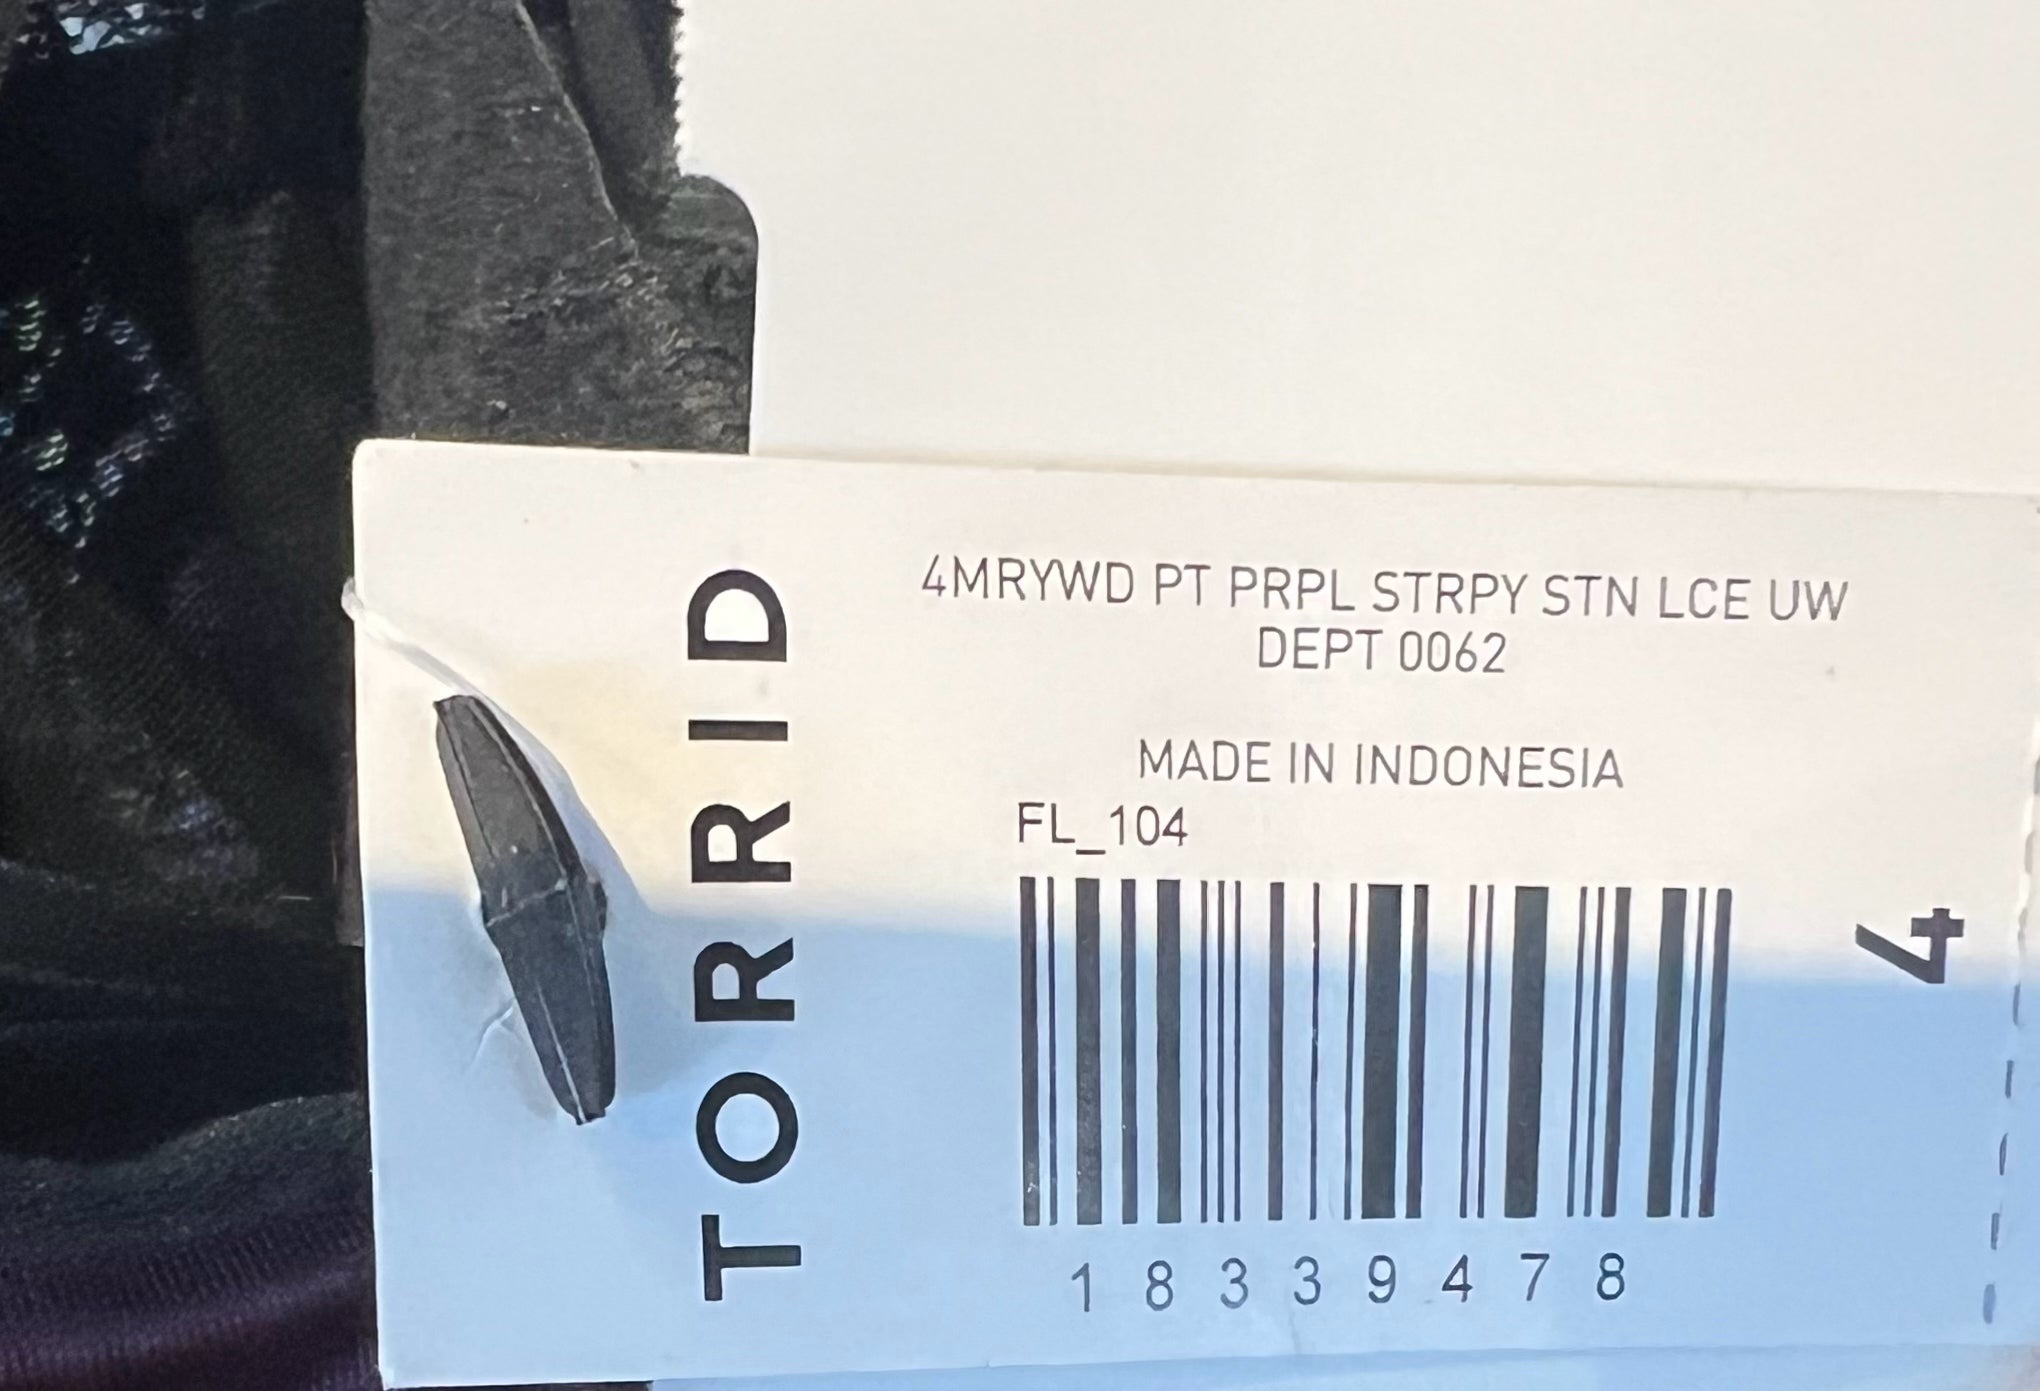 TORRID
4MRYWD PT PRPL STRPY STN LCE UW
DEPT 0062
MADE IN INDONESIA
FL_104
18339478
4